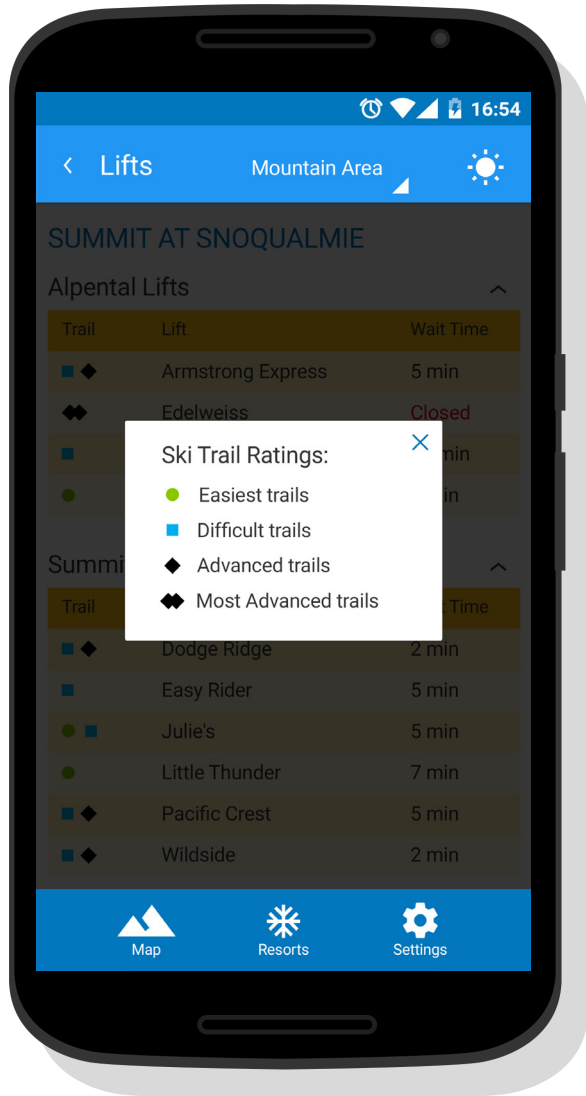 16:54
Lifts
Mountain Area
SUMMIT AT SNOQUALMIE
Alpental Lifts
Trail Lift Wait Time
Armstrong Express 5 min
Edelweiss Closed
min
Ski Trail Ratings:
Easiest trails
Difficult trails
Advanced trails
Most Advanced trails
Trail Time
Dodge Ridge 2 min
Easy Rider 5 min
Julie's 5 min
Little Thunder 7 min
Pacific Crest 5 min
Wildside 2 min
Map Resorts Settings